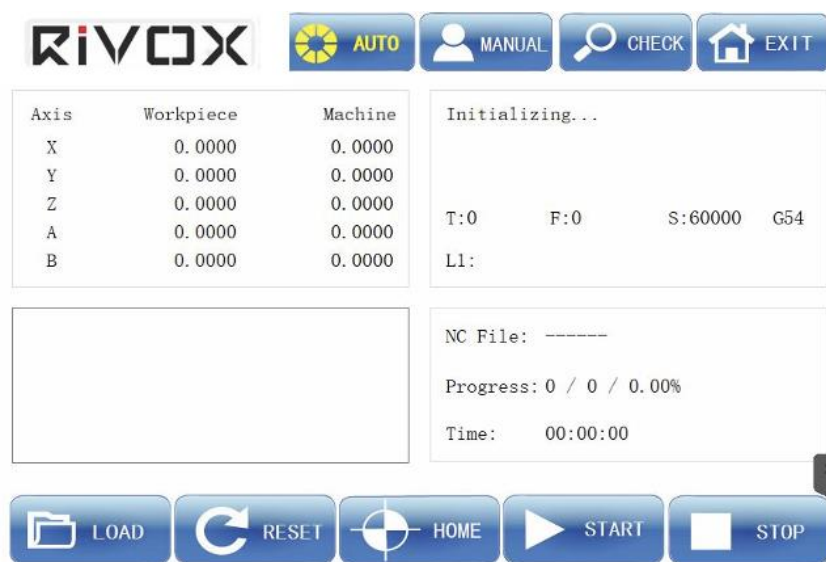 RiVOX
AUTO
MANUAL
CHECK
EXIT
Axis Workpiece Machine
X 0.0000 0.0000
Y 0.0000 0.0000
Z 0.0000 0.0000
A 0.0000 0.0000
B 0.0000 0.0000
Initializing...
T:0 F:0 S:60000 G54
L1:
NC File: ------
Progress: 0 / 0 / 0.00%
Time: 00:00:00
LOAD
RESET
HOME
START
STOP